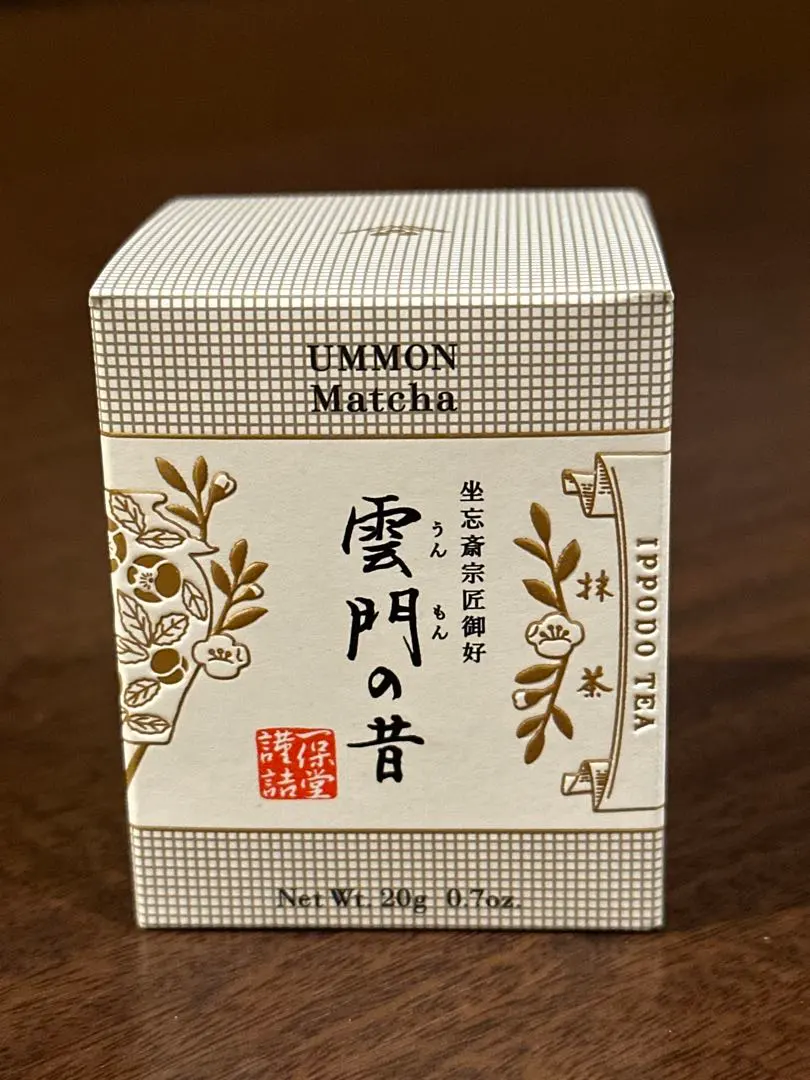 UMMON
Matcha
坐忘斎宗匠御好
雲門の昔
うんもん
一保堂
謹詰
抹茶
IPPODO TEA
Net Wt. 20g 0.7oz.